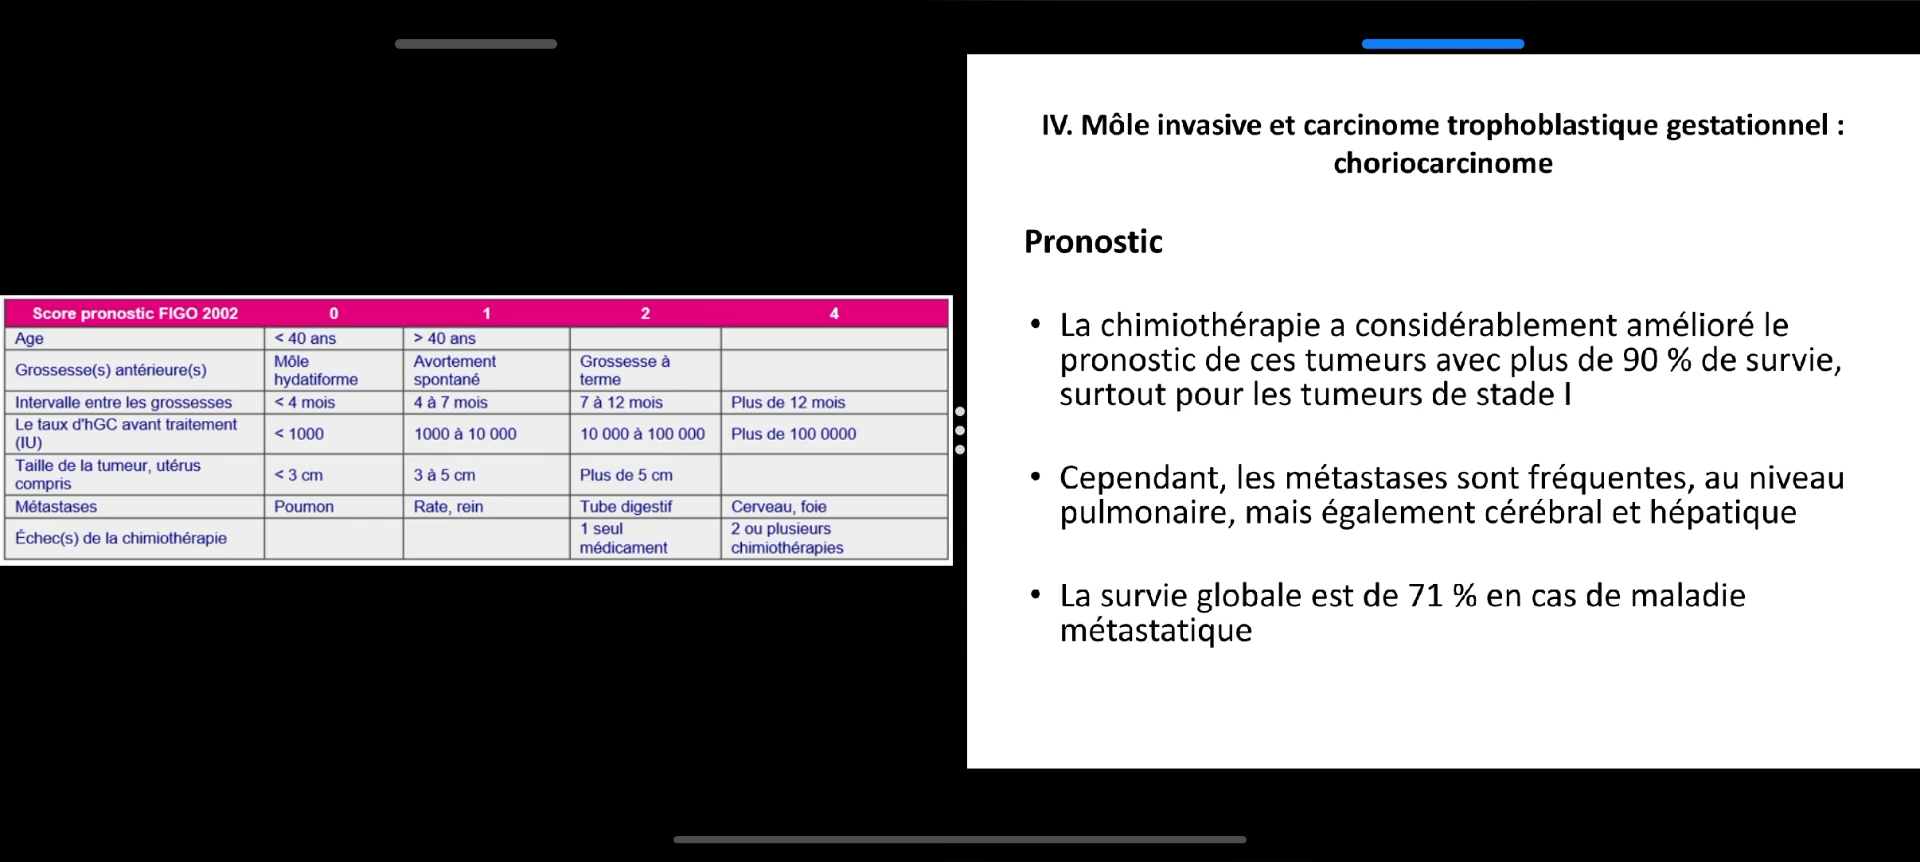 Score pronostic FIGO 2002 0 1 2 4
Age < 40 ans > 40 ans
Grossesse(s) antérieure(s) Môle hydatiforme Avortement spontané Grossesse à terme
Intervalle entre les grossesses < 4 mois 4 à 7 mois 7 à 12 mois Plus de 12 mois
Le taux d'hGC avant traitement (IU) < 1000 1000 à 10 000 10 000 à 100 000 Plus de 100 0000
Taille de la tumeur, utérus compris < 3 cm 3 à 5 cm Plus de 5 cm
Métastases Poumon Rate, rein Tube digestif Cerveau, foie
Échec(s) de la chimiothérapie 1 seul médicament 2 ou plusieurs chimiothérapies
IV. Môle invasive et carcinome trophoblastique gestationnel :
choriocarcinome
Pronostic
• La chimiothérapie a considérablement amélioré le
pronostic de ces tumeurs avec plus de 90 % de survie,
surtout pour les tumeurs de stade I
• Cependant, les métastases sont fréquentes, au niveau
pulmonaire, mais également cérébral et hépatique
• La survie globale est de 71 % en cas de maladie
métastatique